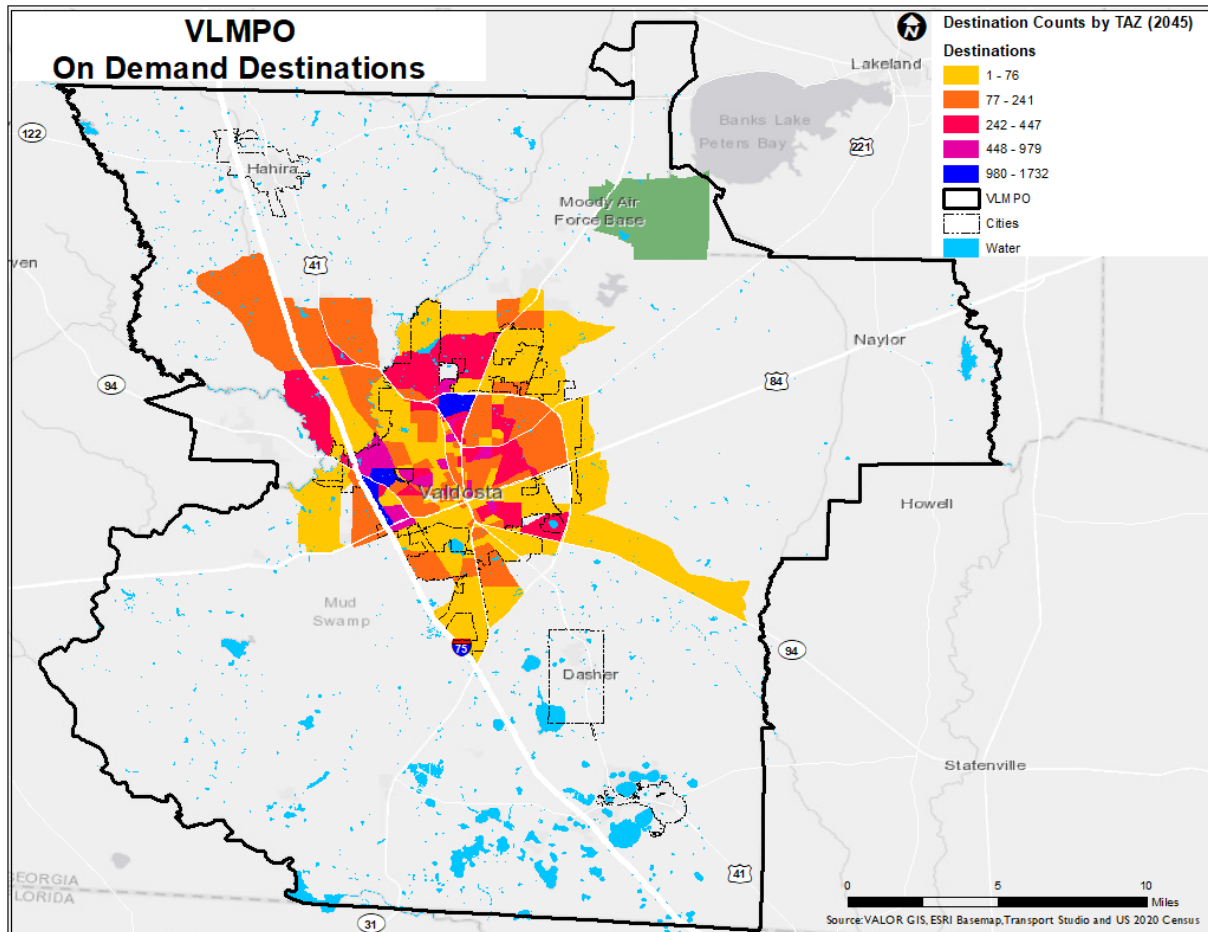 VLMPO
On Demand Destinations
Destination Counts by TAZ (2045)
Destinations
1 - 76
77 - 241
242 - 447
448 - 979
980 - 1732
VLMPO
Cities
Water
N
Lakeland
Banks Lake
Peters Bay
122
221
Hahira
Moody Air
Force Base
ven
41
Naylor
94
84
Valdosta
Howell
Mud
Swamp
75
94
Dasher
Statenville
41
GEORGIA
FLORIDA
31
0 5 10
Miles
Source:VALOR GIS, ESRI Basemap,Transport Studio and US 2020 Census